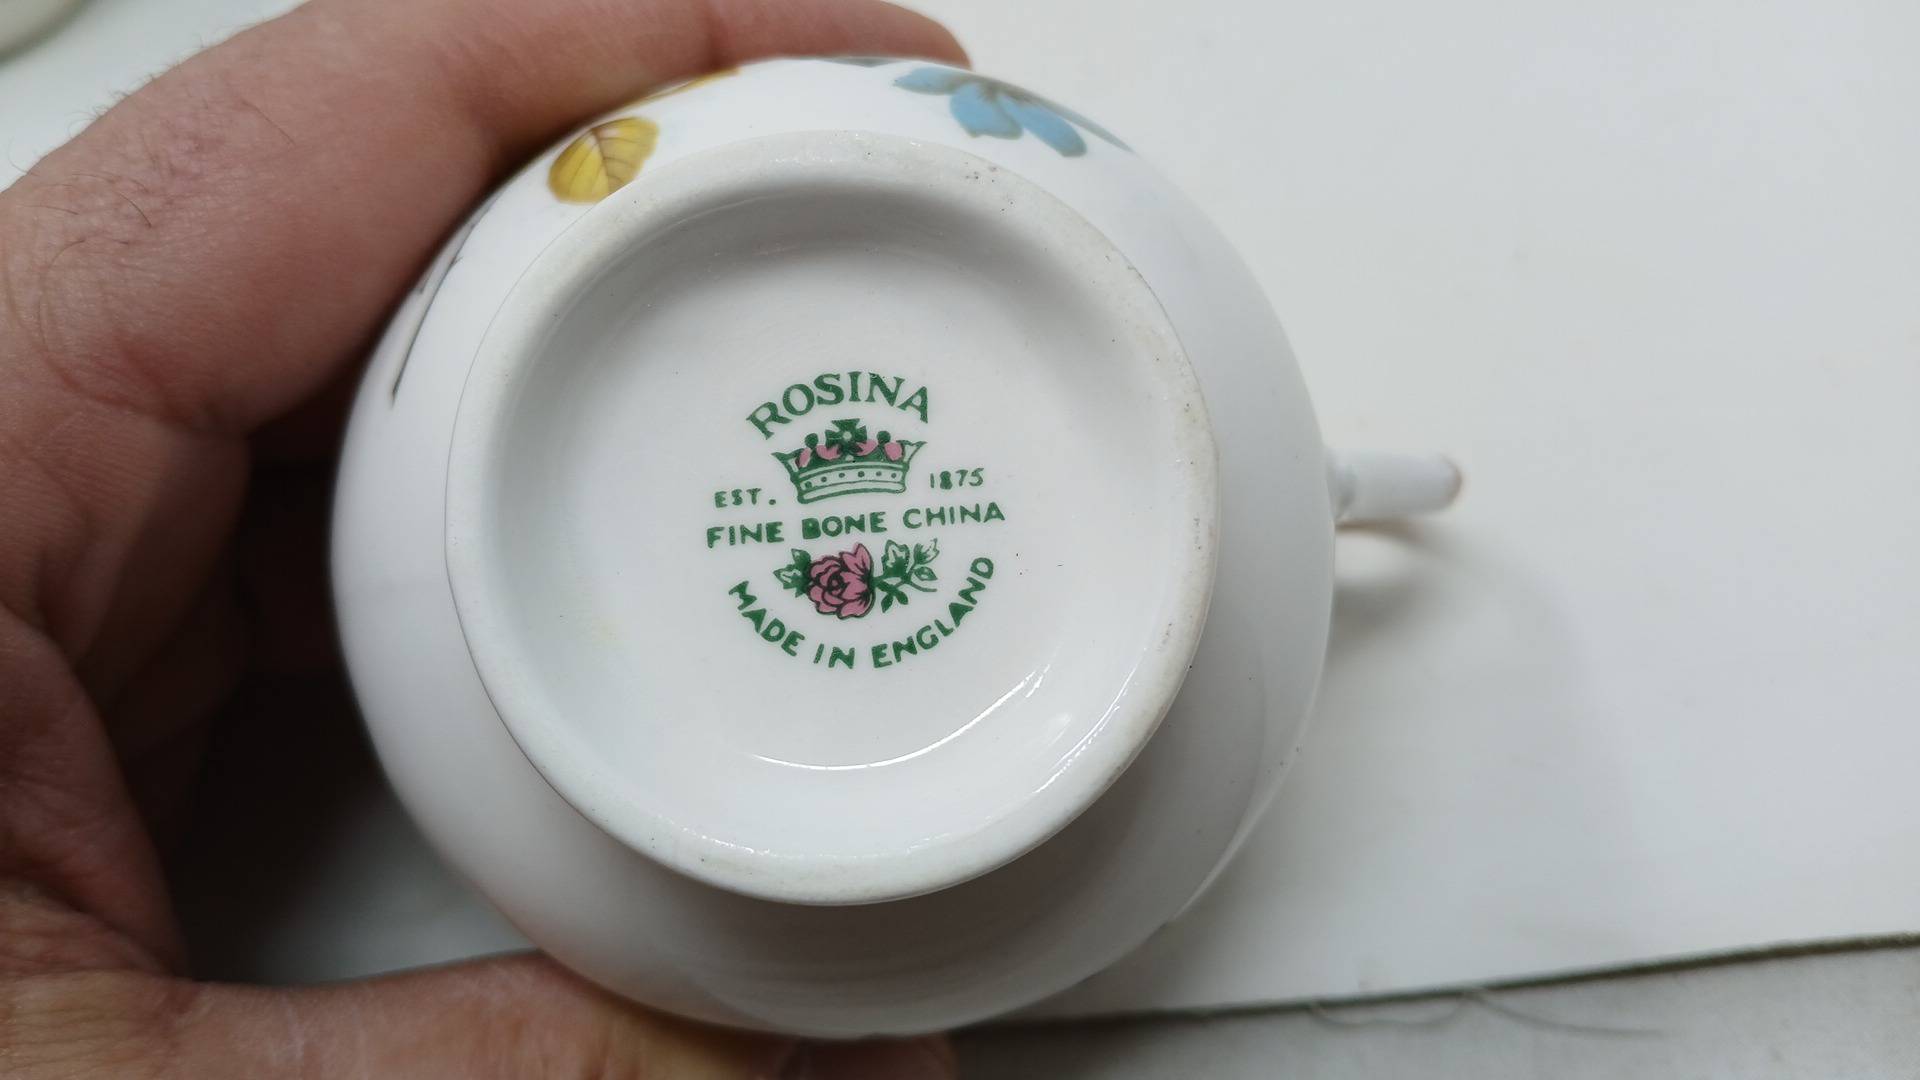 ROSINA
EST. 1875
FINE BONE CHINA
MADE IN ENGLAND